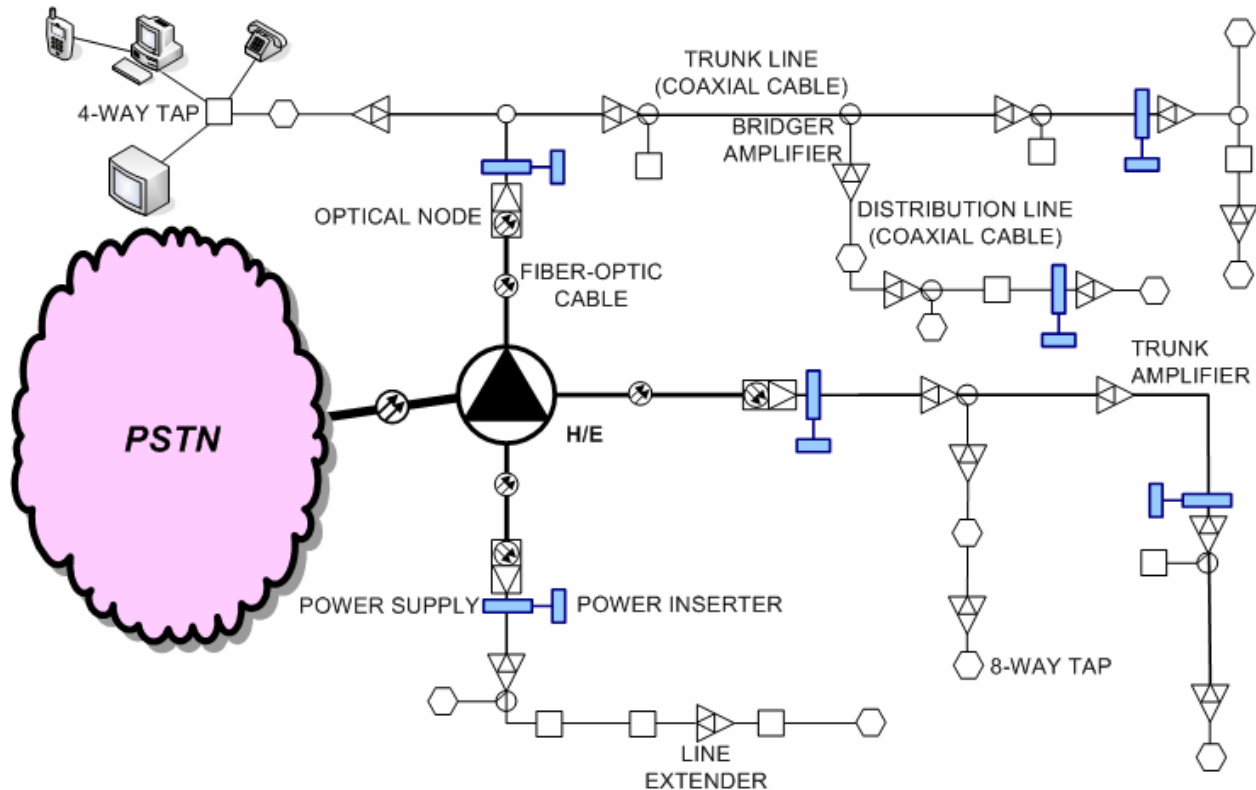 TRUNK LINE
(COAXIAL CABLE)
4-WAY TAP
BRIDGER
AMPLIFIER
OPTICAL NODE
DISTRIBUTION LINE
(COAXIAL CABLE)
FIBER-OPTIC
CABLE
TRUNK
AMPLIFIER
PSTN
H/E
POWER SUPPLY
POWER INSERTER
8-WAY TAP
LINE
EXTENDER